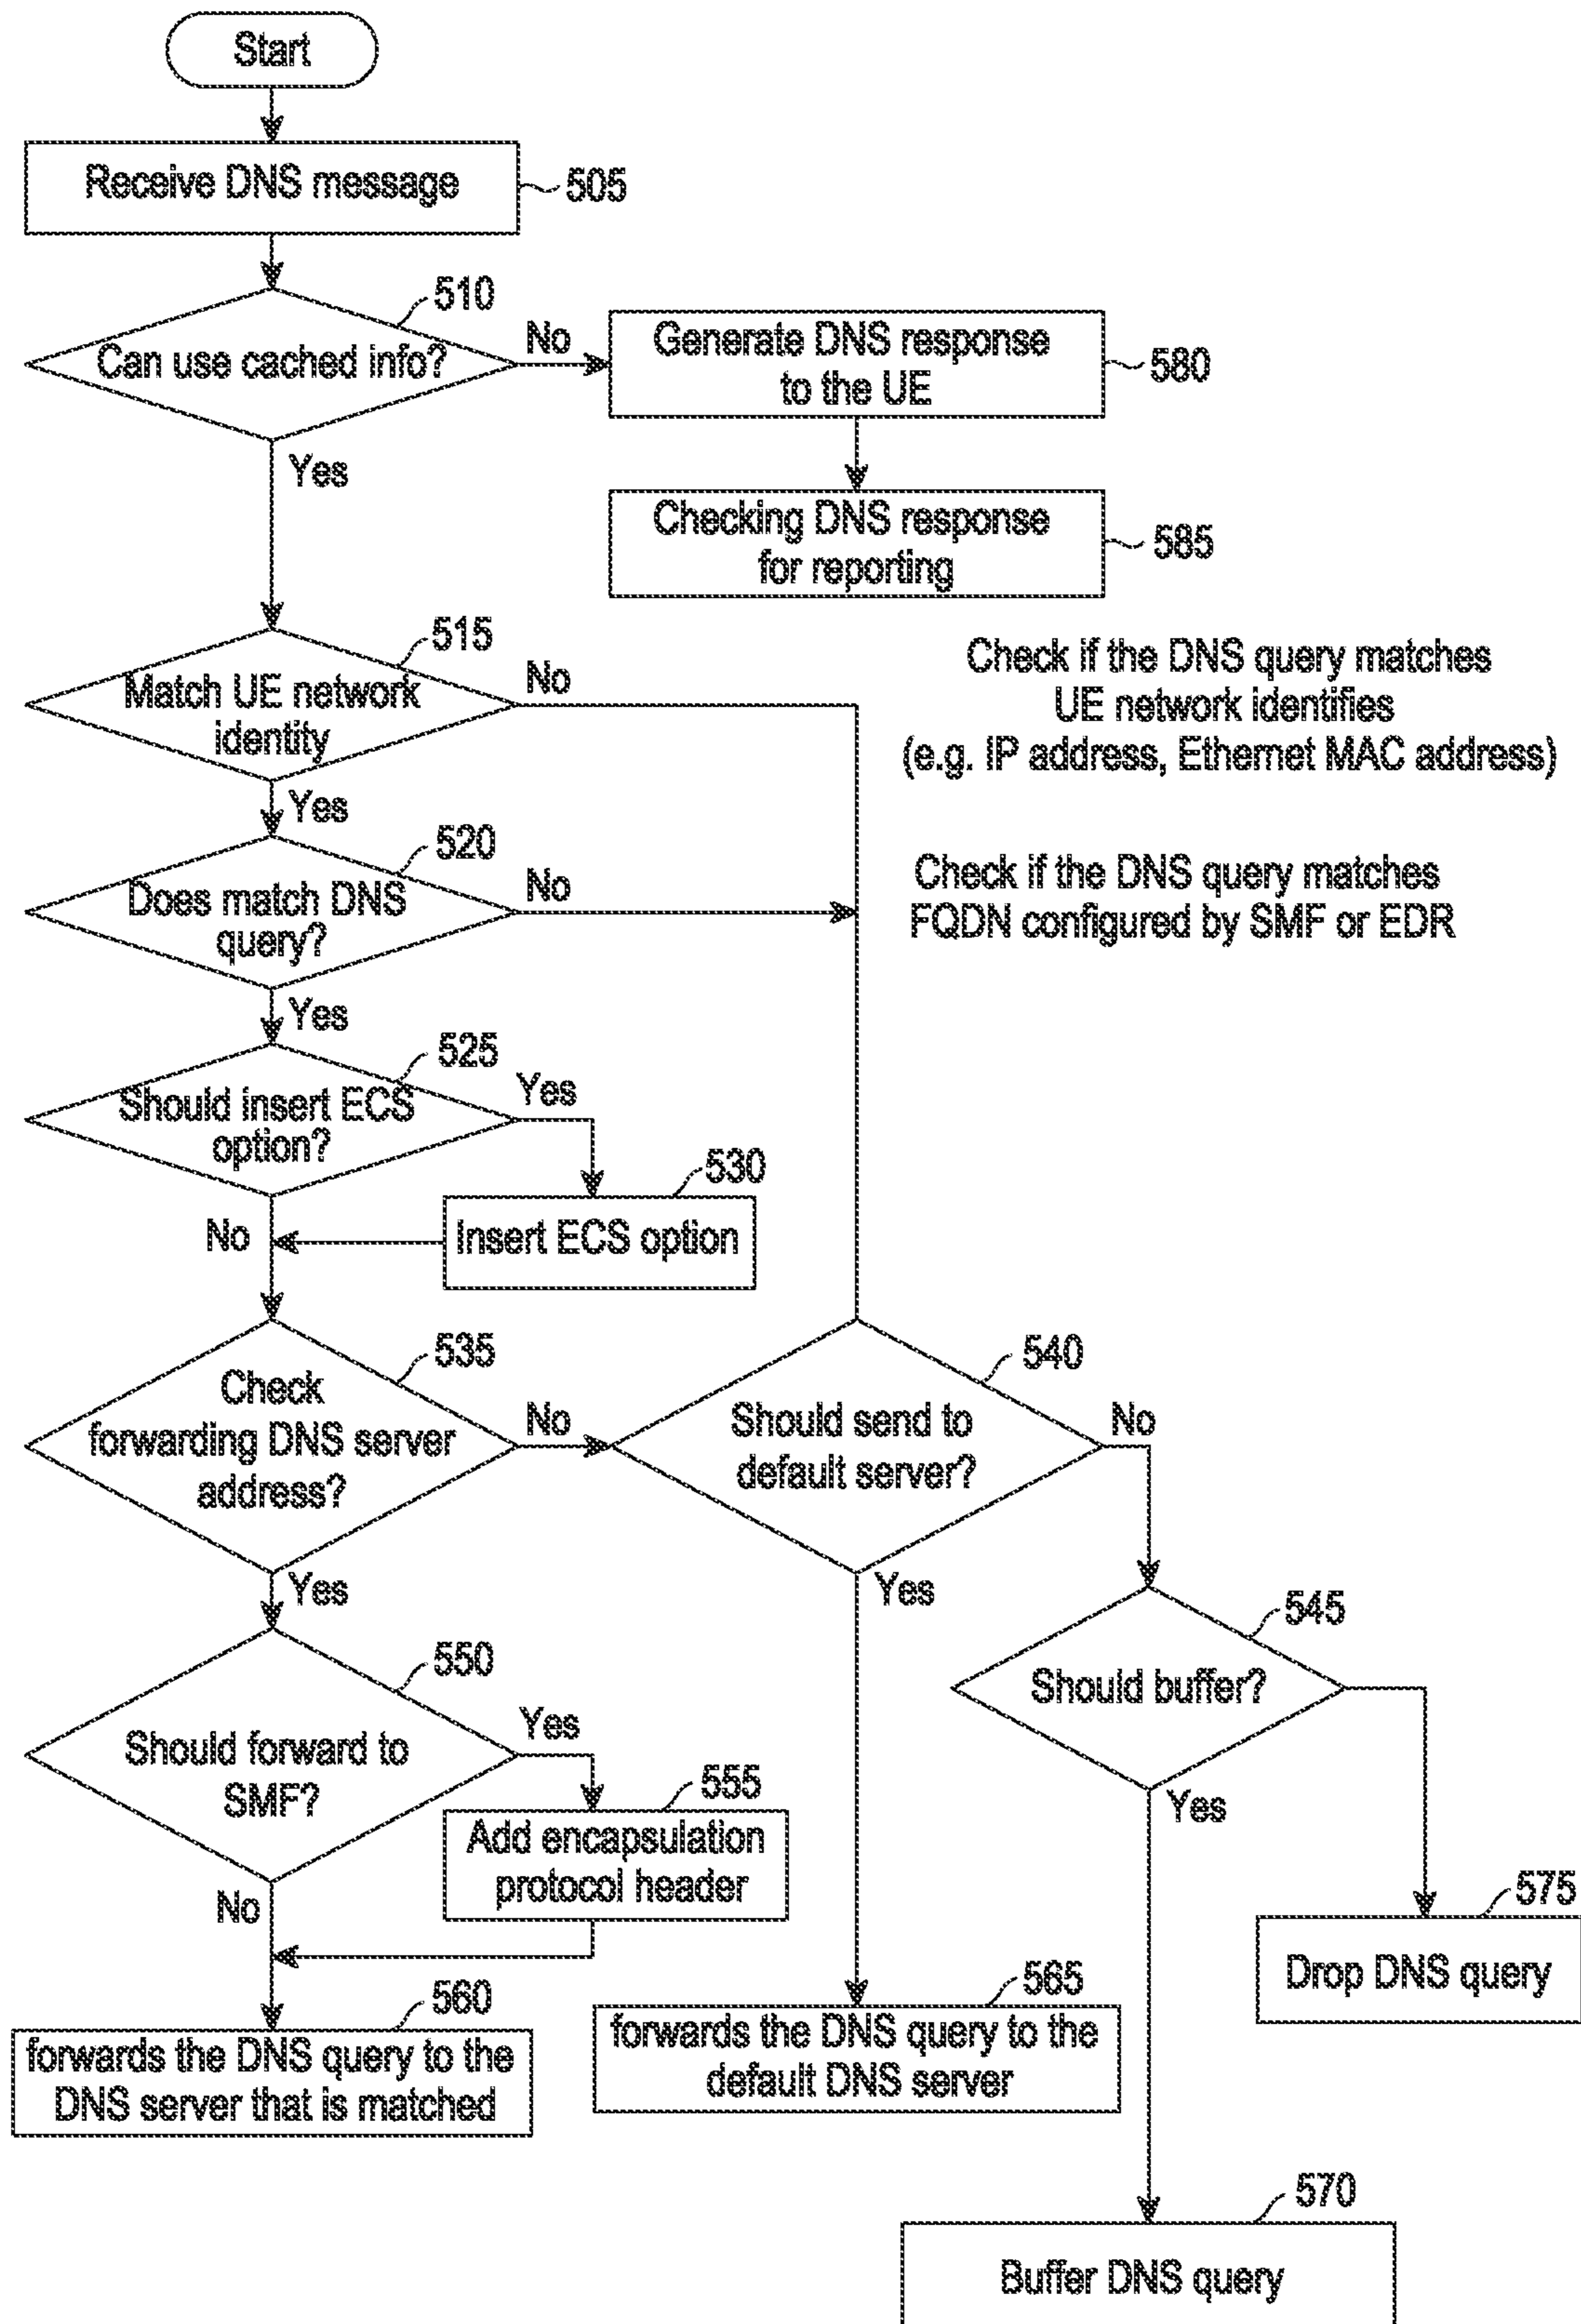 Start
Receive DNS message
505
510
Can use cached info?
No
Generate DNS response
to the UE
580
Yes
Checking DNS response
for reporting
585
515
Match UE network
identity
No
Check if the DNS query matches
UE network identifies
(e.g. IP address, Ethernet MAC address)
Yes
520
Does match DNS
query?
No
Check if the DNS query matches
FQDN configured by SMF or EDR
Yes
525
Should insert ECS
option?
Yes
530
Insert ECS option
No
535
Check
forwarding DNS server
address?
No
540
Should send to
default server?
No
Yes
Yes
545
Should buffer?
550
Should forward to
SMF?
Yes
555
Add encapsulation
protocol header
Yes
No
575
Drop DNS query
560
forwards the DNS query to the
DNS server that is matched
565
forwards the DNS query to the
default DNS server
570
Buffer DNS query